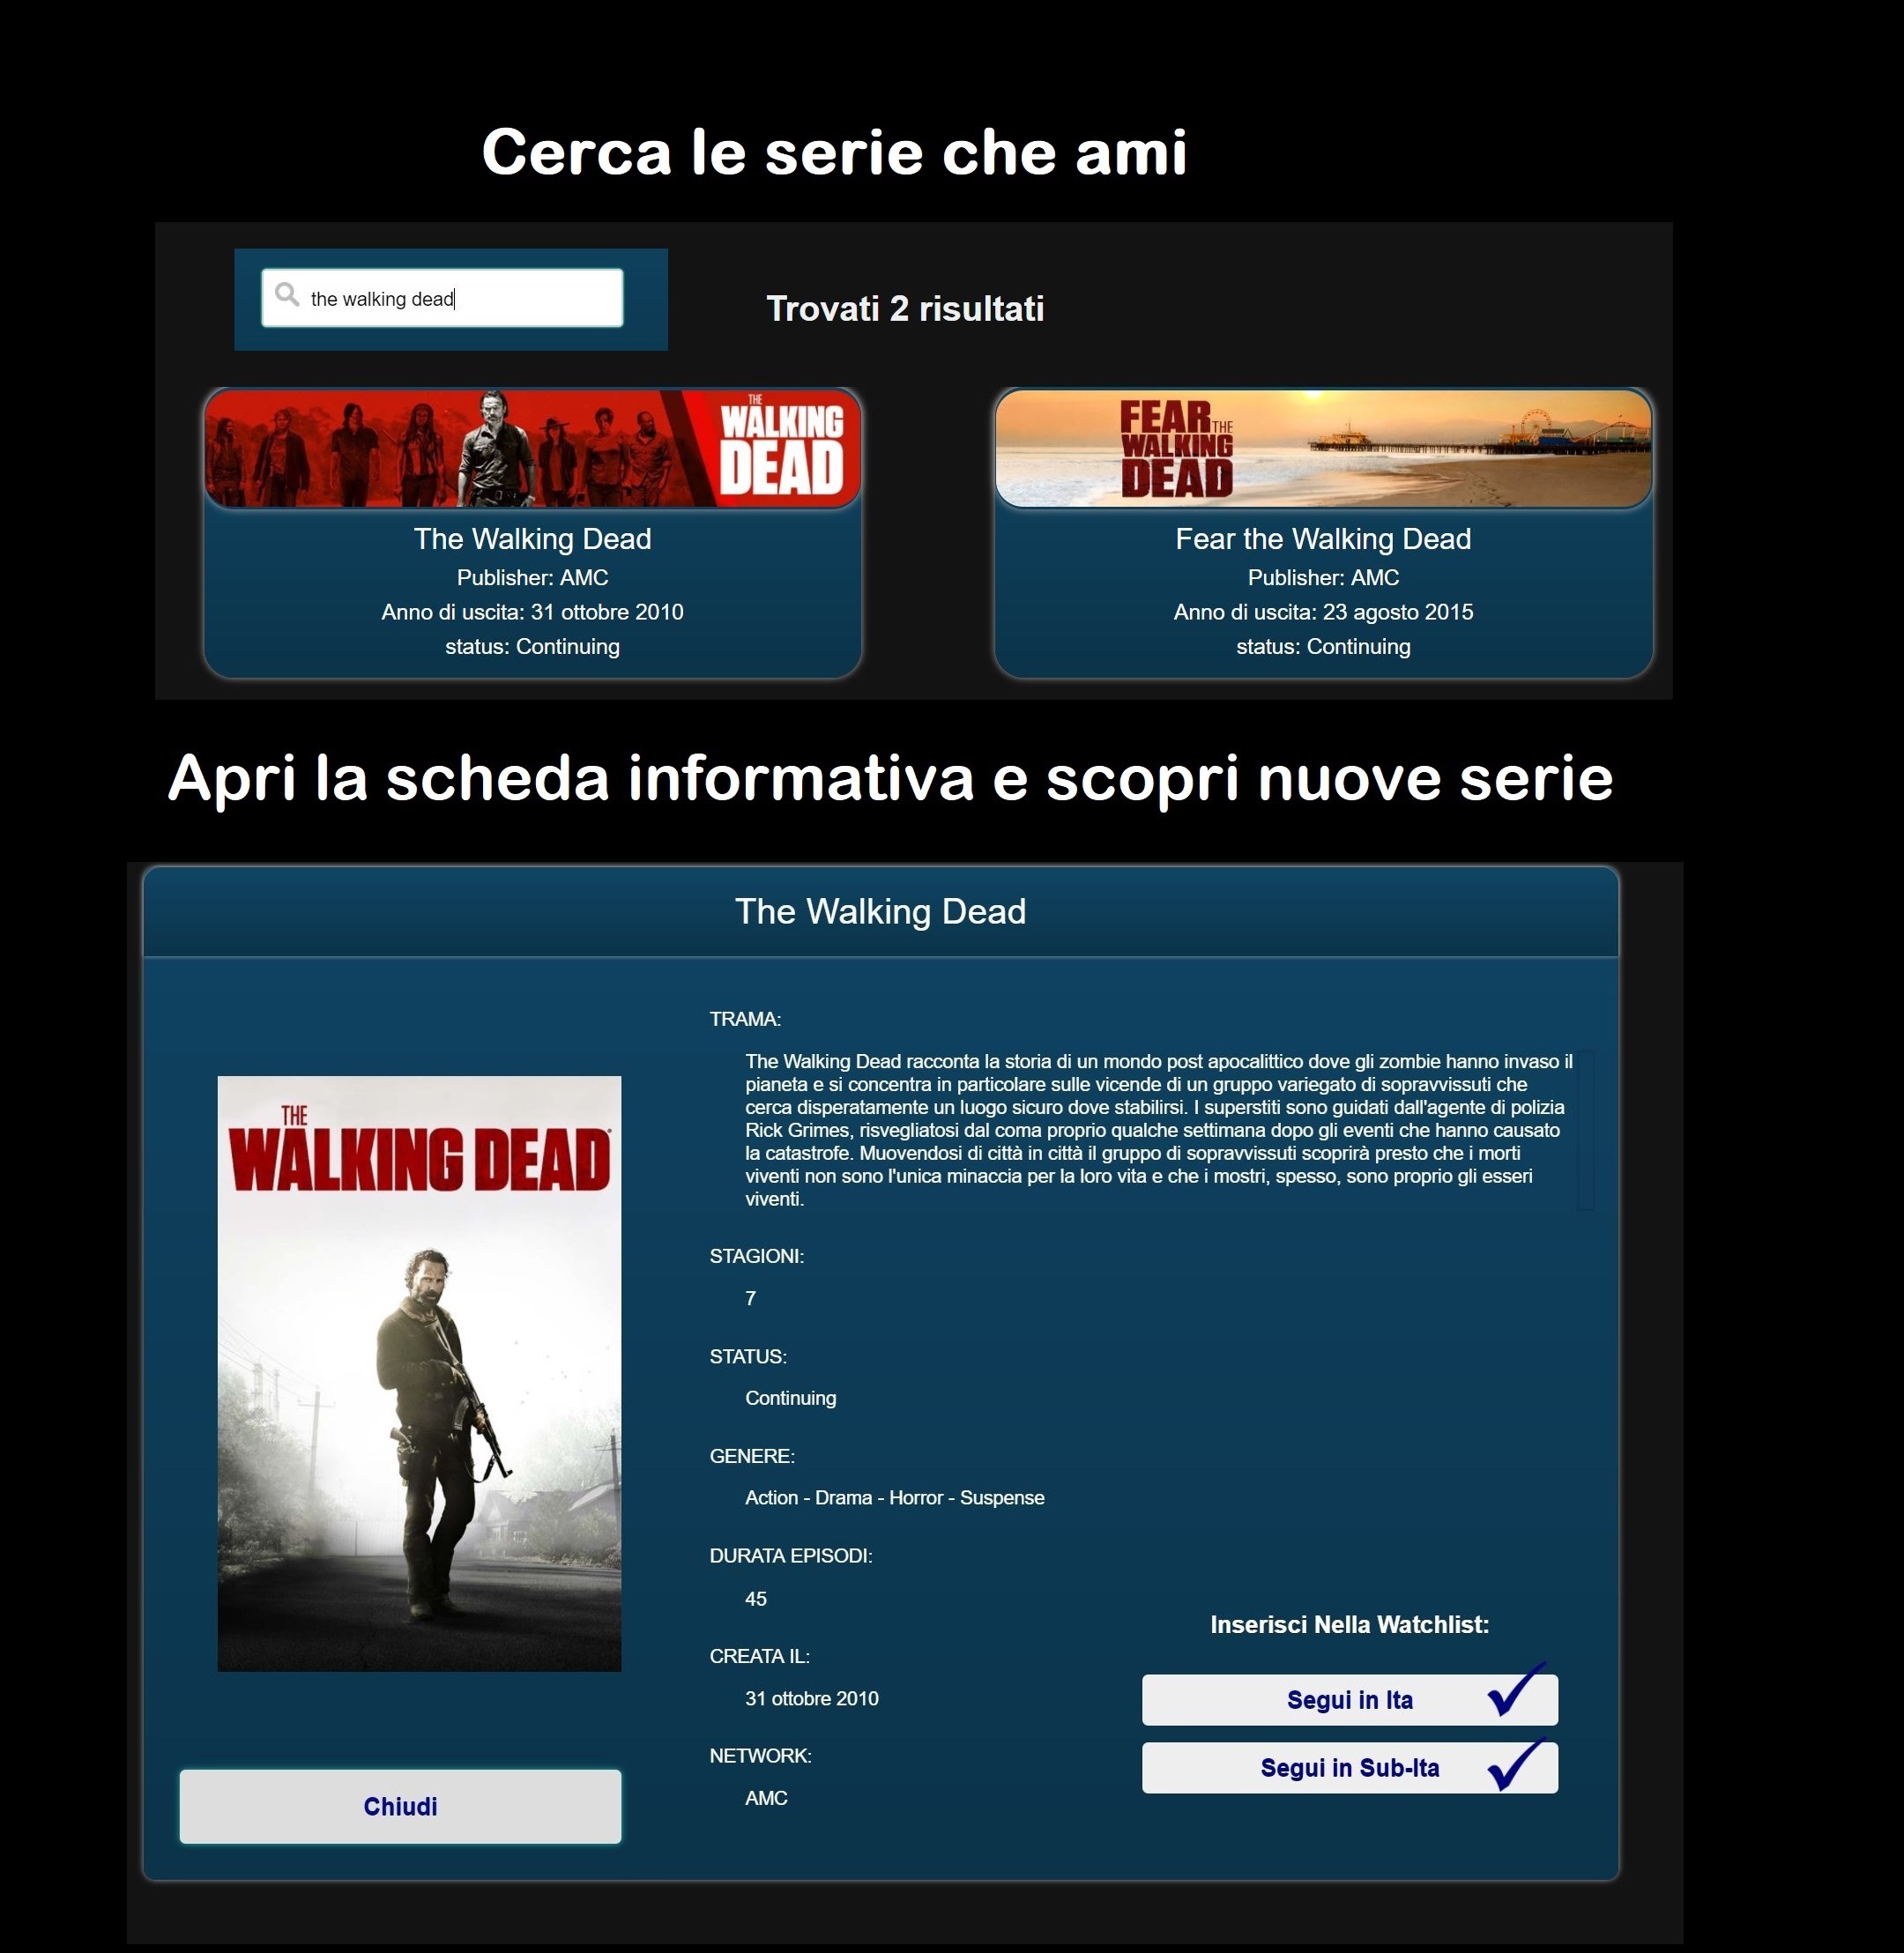 Cerca le serie che ami
the walking dead
Trovati 2 risultati
THE
WALKING
DEAD
The Walking Dead
Publisher: AMC
Anno di uscita: 31 ottobre 2010
status: Continuing
FEAR THE
WALKING
DEAD
Fear the Walking Dead
Publisher: AMC
Anno di uscita: 23 agosto 2015
status: Continuing
Apri la scheda informativa e scopri nuove serie
The Walking Dead
THE
WALKING DEAD
Chiudi
TRAMA:
The Walking Dead racconta la storia di un mondo post apocalittico dove gli zombie hanno invaso il
pianeta e si concentra in particolare sulle vicende di un gruppo variegato di sopravvissuti che
cerca disperatamente un luogo sicuro dove stabilirsi. I superstiti sono guidati dall'agente di polizia
Rick Grimes, risvegliatosi dal coma proprio qualche settimana dopo gli eventi che hanno causato
la catastrofe. Muovendosi di città in città il gruppo di sopravvissuti scoprirà presto che i morti
viventi non sono l'unica minaccia per la loro vita e che i mostri, spesso, sono proprio gli esseri
viventi.
STAGIONI:
7
STATUS:
Continuing
GENERE:
Action - Drama - Horror - Suspense
DURATA EPISODI:
45
CREATA IL:
31 ottobre 2010
NETWORK:
AMC
Inserisci Nella Watchlist:
Segui in Ita
Segui in Sub-Ita